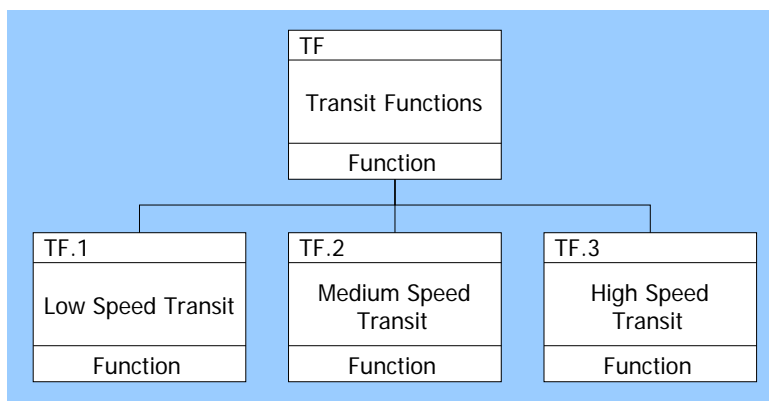 TF
Transit Functions
Function
TF.1
Low Speed Transit
Function
TF.2
Medium Speed
Transit
Function
TF.3
High Speed
Transit
Function